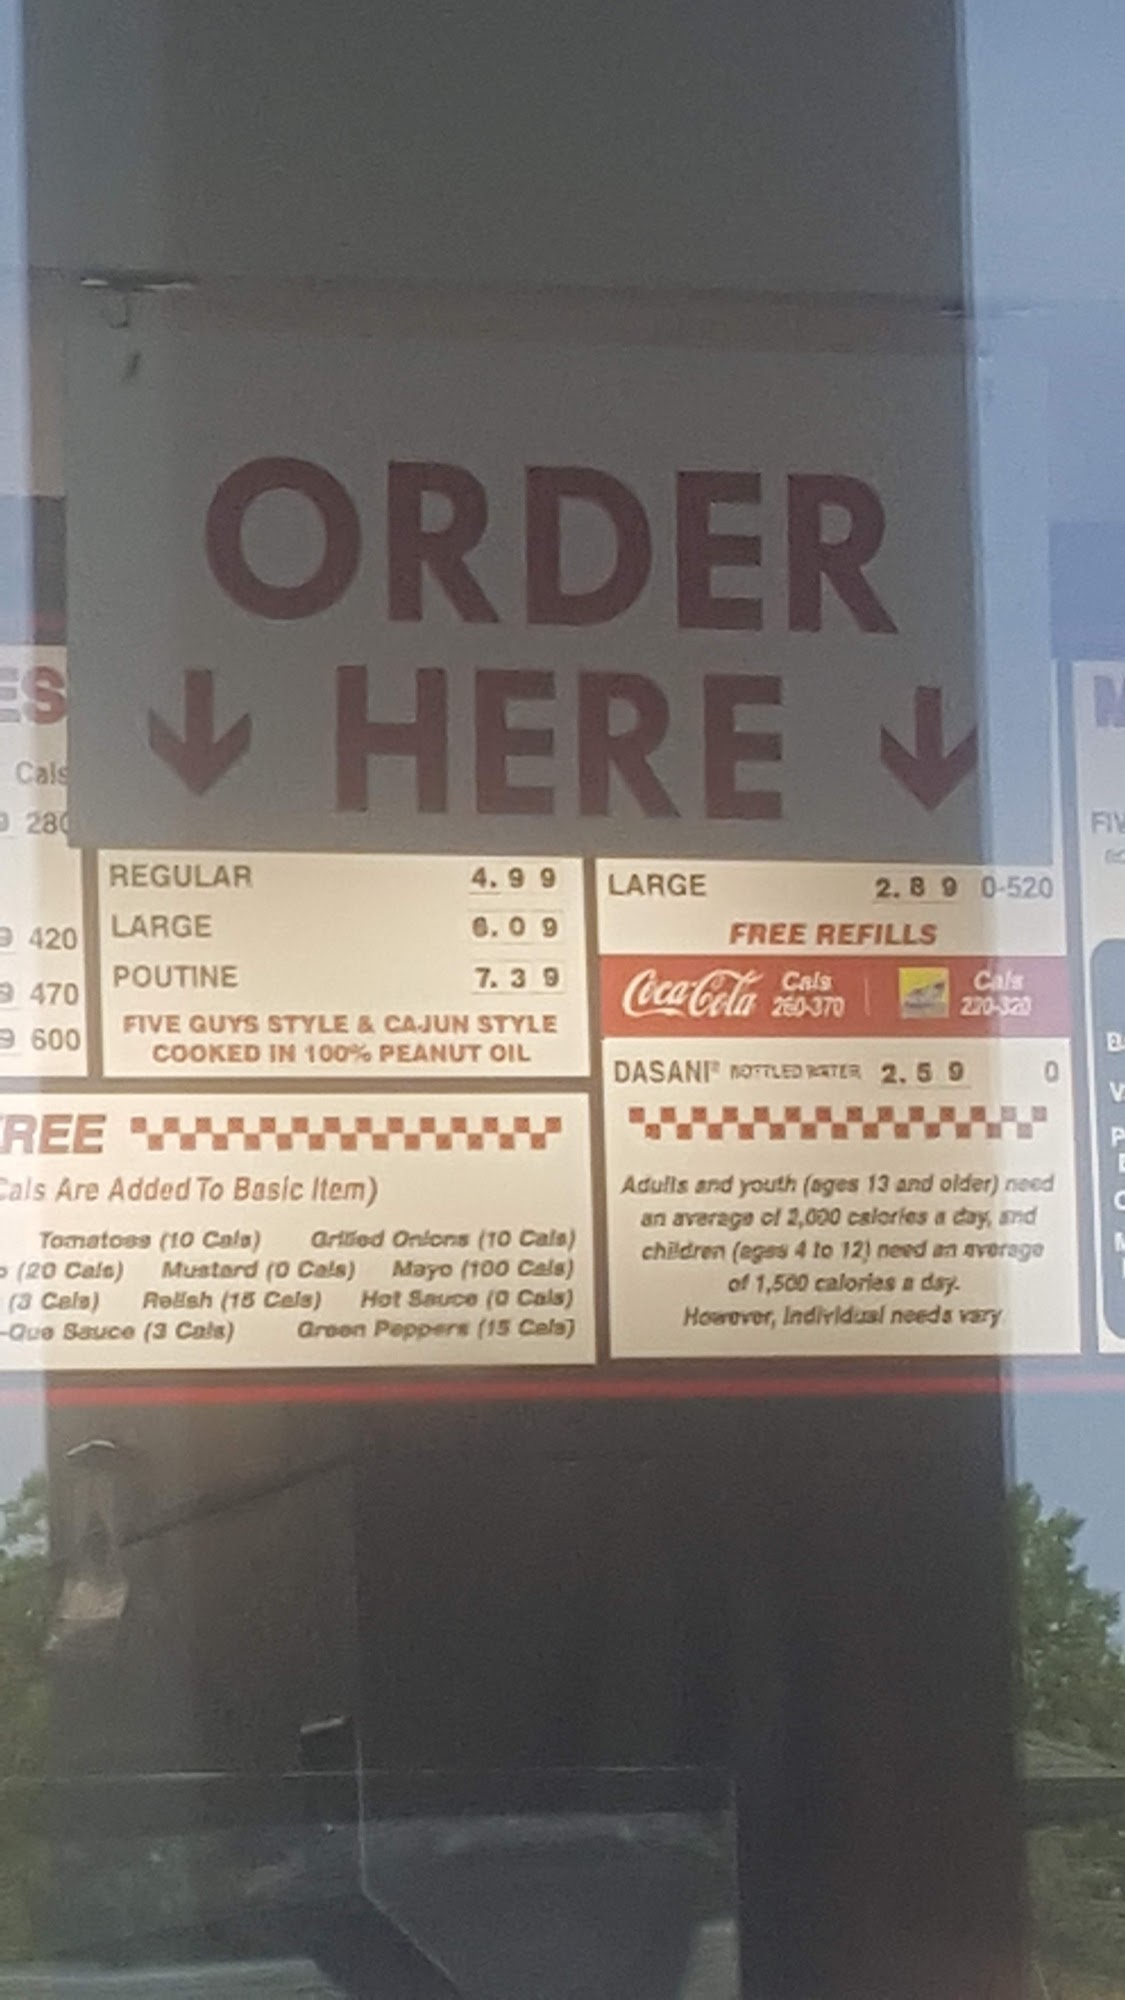 ORDER
↓ HERE ↓
ES
Cals
280
420
470
600
REGULAR 4.99
LARGE 6.09
POUTINE 7.39
FIVE GUYS STYLE & CAJUN STYLE
COOKED IN 100% PEANUT OIL
LARGE 2.89 0-520
FREE REFILLS
Coca-Cola Cals 260-370 Cals 220-320
DASANI® BOTTLED WATER 2.59 0
Adults and youth (ages 13 and older) need
an average of 2,000 calories a day, and
children (ages 4 to 12) need an average
of 1,500 calories a day.
However, individual needs vary.
REE
Cals Are Added To Basic Item)
Tomatoes (10 Cals) Grilled Onions (10 Cals)
(20 Cals) Mustard (0 Cals) Mayo (100 Cals)
(3 Cals) Relish (15 Cals) Hot Sauce (0 Cals)
-Que Sauce (3 Cals) Green Peppers (15 Cals)
FIV